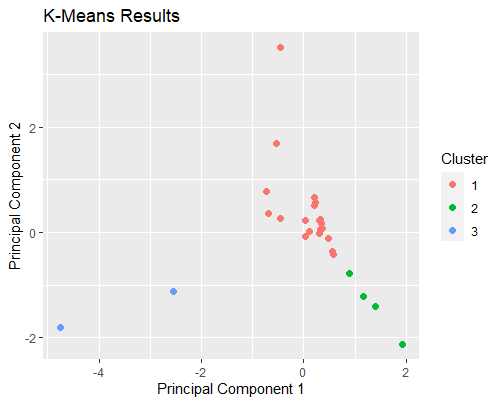 K-Means Results
Principal Component 2
2
0
-2
-4
-2
0
2
Principal Component 1
Cluster
1
2
3